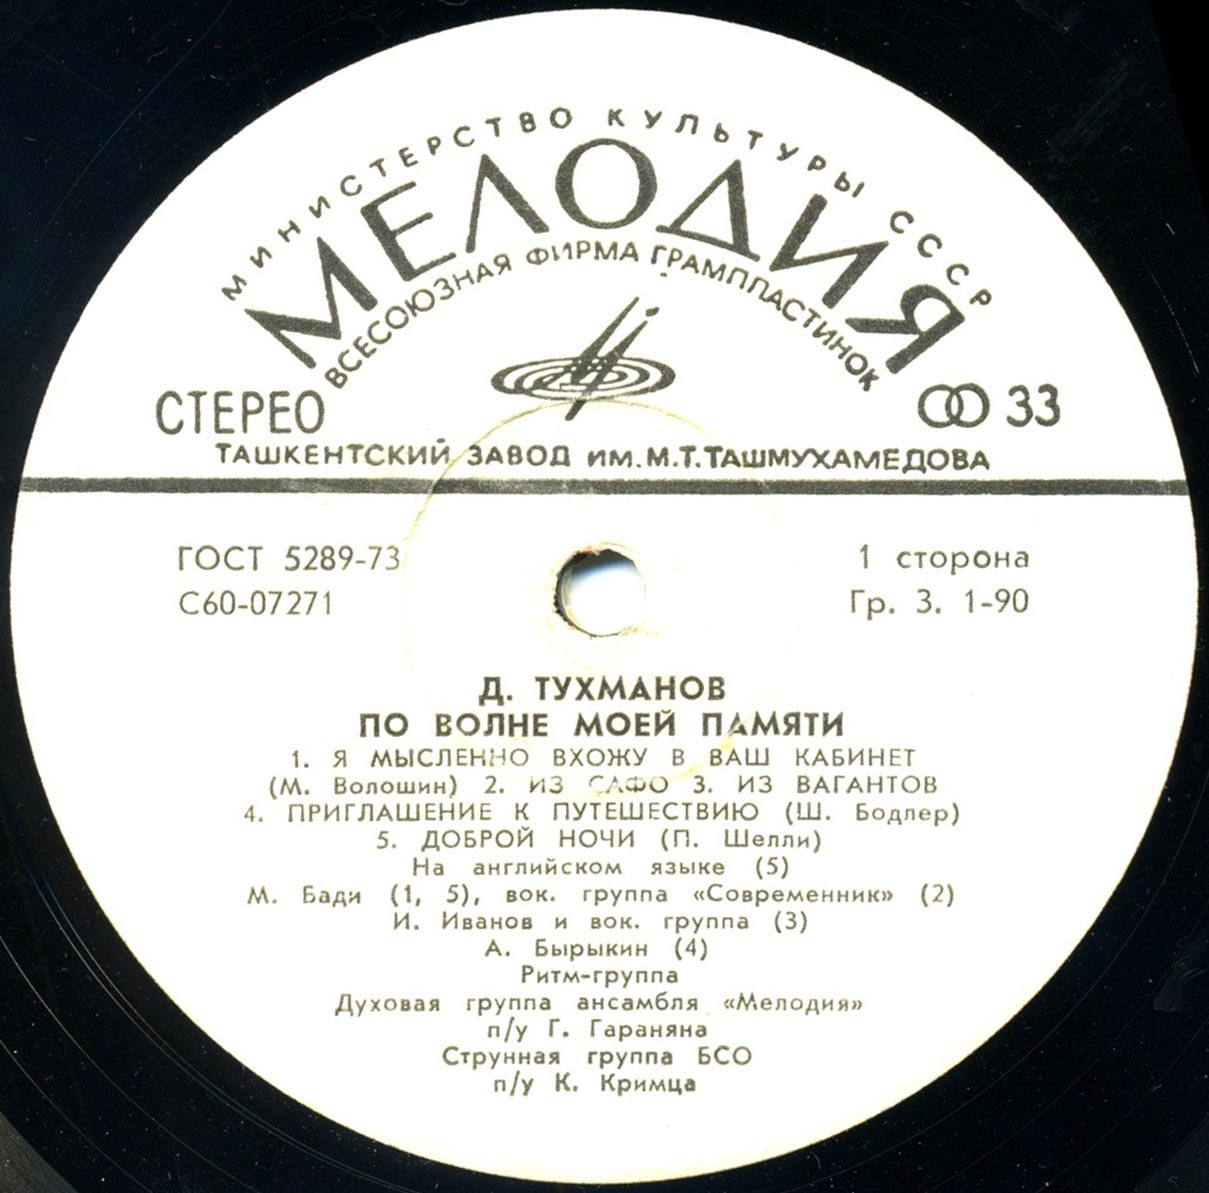 МИНИСТЕРСТВО КУЛЬТУРЫ СССР
МЕЛОДИЯ
ВСЕСОЮЗНАЯ ФИРМА ГРАМПЛАСТИНОК
СТЕРЕО
33
ТАШКЕНТСКИЙ ЗАВОД ИМ.М.Т.ТАШМУХАМЕДОВА
ГОСТ 5289-73
1 сторона
С60-07271
Гр. 3. 1-90
Д. ТУХМАНОВ
ПО ВОЛНЕ МОЕЙ ПАМЯТИ
1. Я МЫСЛЕННО ВХОЖУ В ВАШ КАБИНЕТ
(М. Волошин) 2. ИЗ САФО 3. ИЗ ВАГАНТОВ
4. ПРИГЛАШЕНИЕ К ПУТЕШЕСТВИЮ (Ш. Бодлер)
5. ДОБРОЙ НОЧИ (П. Шелли)
На английском языке (5)
М. Бади (1, 5), вок. группа «Современник» (2)
И. Иванов и вок. группа (3)
А. Бырыкин (4)
Ритм-группа
Духовая группа ансамбля «Мелодия»
п/у Г. Гараняна
Струнная группа БСО
п/у К. Кримца